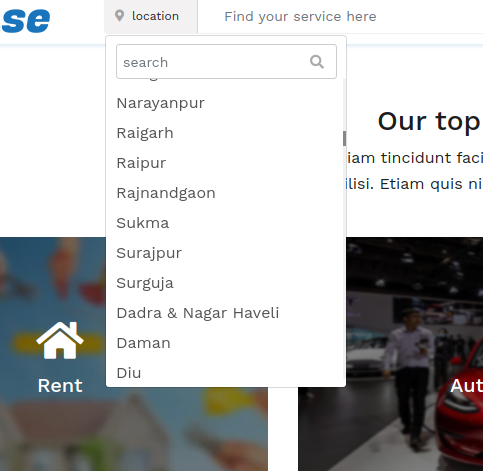 se
location
Find your service here
search
Narayanpur
Raigarh
Raipur
Rajnandgaon
Sukma
Surajpur
Surguja
Dadra & Nagar Haveli
Daman
Diu
Our top
iam tincidunt faci
ilisi. Etiam quis ni
Rent
Aut